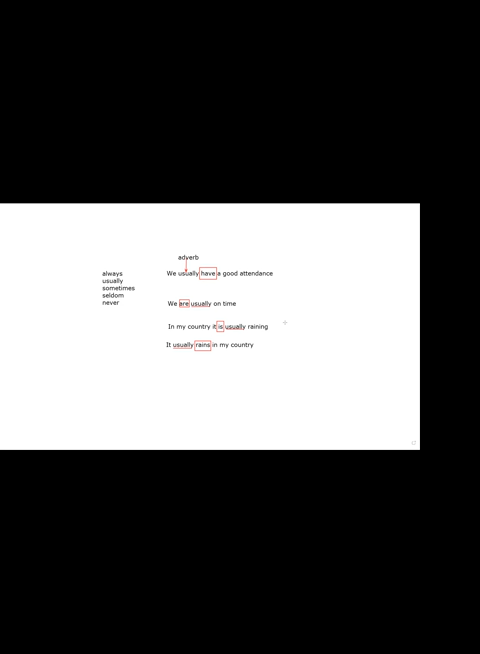 adverb
always
usually
sometimes
seldom
never
We usually have a good attendance
We are usually on time
In my country it is usually raining
It usually rains in my country